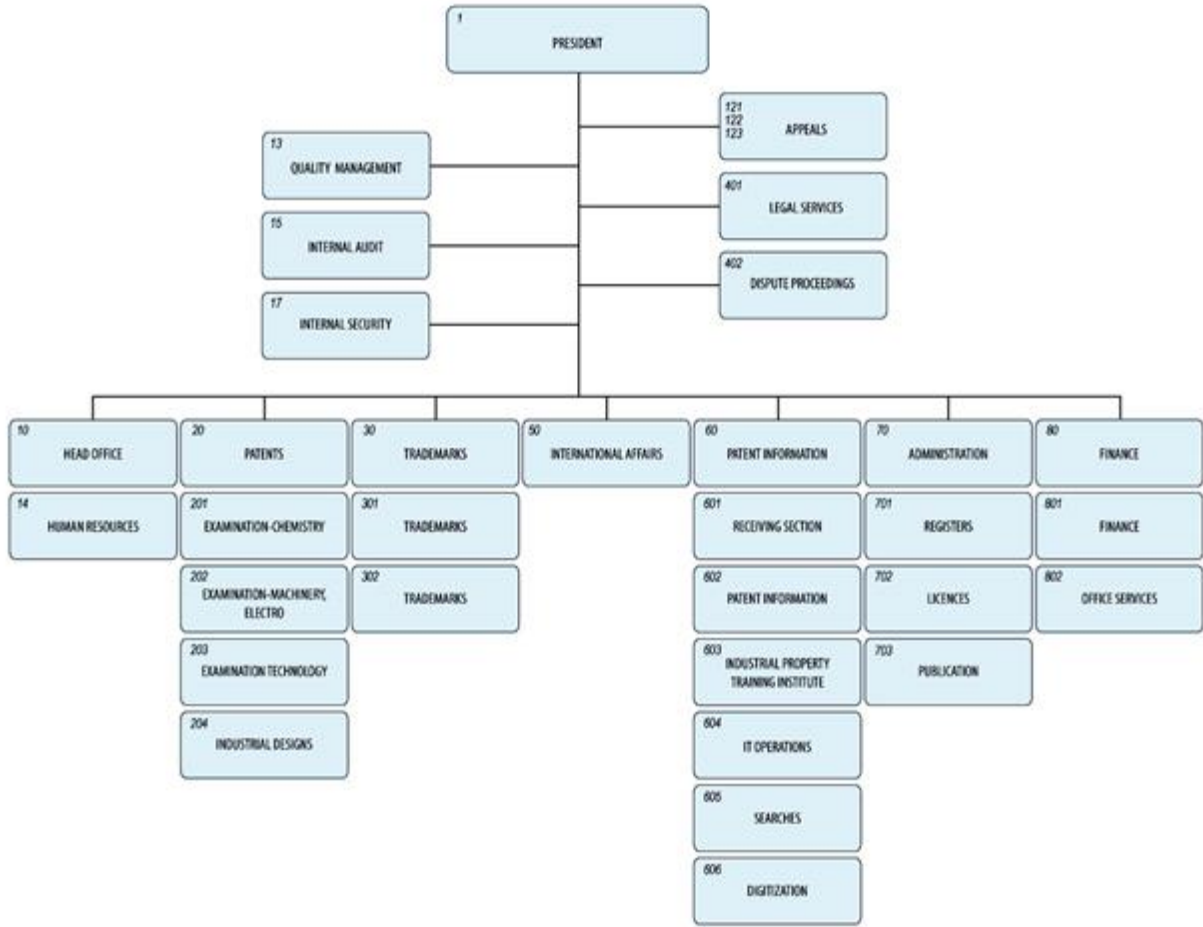 1
PRESIDENT
121
122
123
APPEALS
13
QUALITY MANAGEMENT
401
LEGAL SERVICES
15
INTERNAL AUDIT
402
DISPUTE PROCEEDINGS
17
INTERNAL SECURITY
10
HEAD OFFICE
20
PATENTS
30
TRADEMARKS
50
INTERNATIONAL AFFAIRS
60
PATENT INFORMATION
70
ADMINISTRATION
80
FINANCE
14
HUMAN RESOURCES
201
EXAMINATION-CHEMISTRY
301
TRADEMARKS
601
RECEIVING SECTION
701
REGISTERS
801
FINANCE
202
EXAMINATION-MACHINERY,
ELECTRO
302
TRADEMARKS
602
PATENT INFORMATION
702
LICENCES
802
OFFICE SERVICES
203
EXAMINATION TECHNOLOGY
603
INDUSTRIAL PROPERTY
TRAINING INSTITUTE
703
PUBLICATION
204
INDUSTRIAL DESIGNS
604
IT OPERATIONS
605
SEARCHES
606
DIGITIZATION